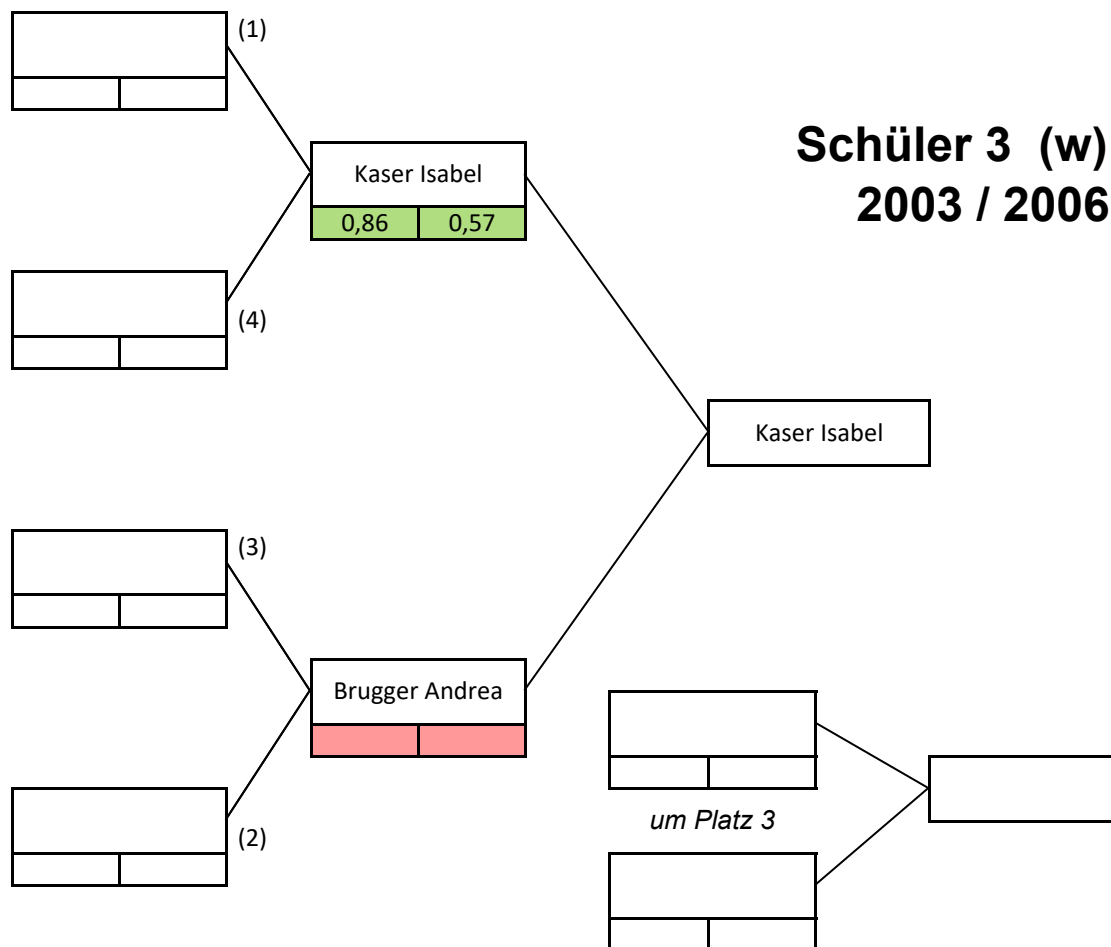 (1)
Schüler 3 (w)
2003 / 2006
Kaser Isabel
0,86 0,57
(4)
Kaser Isabel
(3)
Brugger Andrea
um Platz 3
(2)